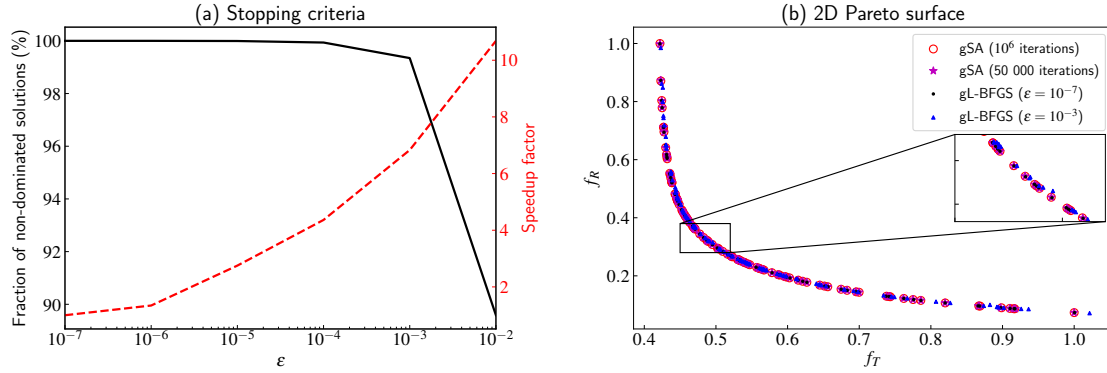 (a) Stopping criteria
Fraction of non-dominated solutions (%)
100
98
96
94
92
90
10⁻⁷
10⁻⁶
10⁻⁵
10⁻⁴
10⁻³
10⁻²
ε
10
8
6
4
2
Speedup factor
(b) 2D Pareto surface
f_R
1.0
0.8
0.6
0.4
0.2
0.4
0.5
0.6
0.7
0.8
0.9
1.0
f_T
gSA (10⁶ iterations)
gSA (50 000 iterations)
gL-BFGS (ε = 10⁻⁷)
gL-BFGS (ε = 10⁻³)